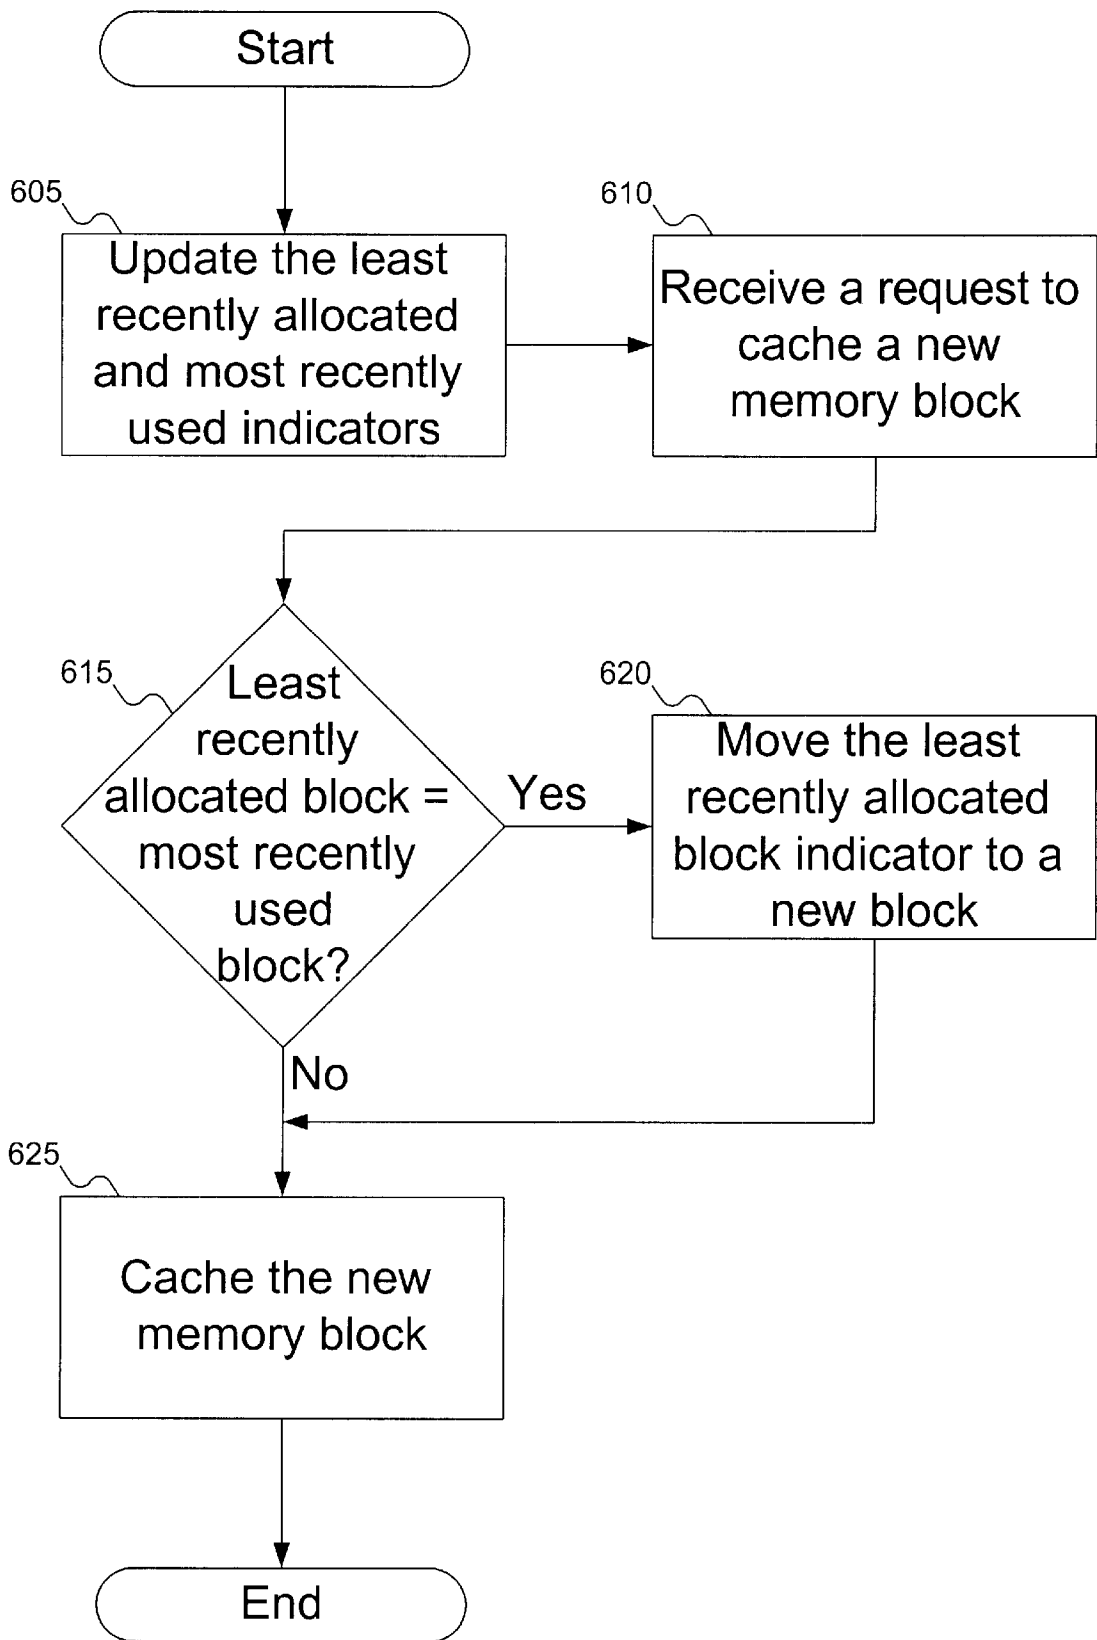 Start
605
Update the least
recently allocated
and most recently
used indicators
610
Receive a request to
cache a new
memory block
615
Least
recently
allocated block =
most recently
used
block?
Yes
620
Move the least
recently allocated
block indicator to a
new block
No
625
Cache the new
memory block
End